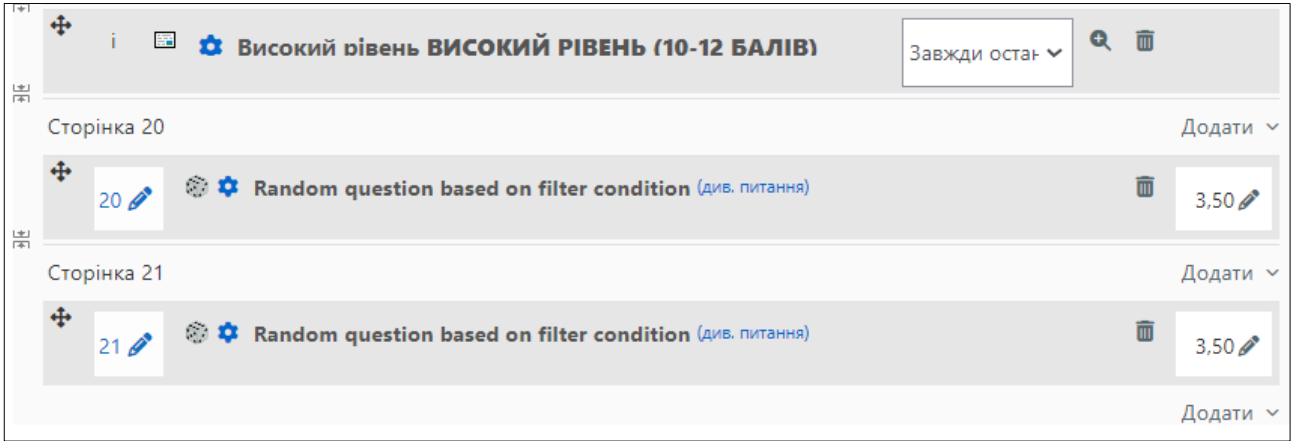 i Високий рівень ВИСОКИЙ РІВЕНЬ (10-12 БАЛІВ) Завжди остан
Сторінка 20 Додати
20 Random question based on filter condition (див. питання) 3,50
Сторінка 21 Додати
21 Random question based on filter condition (див. питання) 3,50
Додати